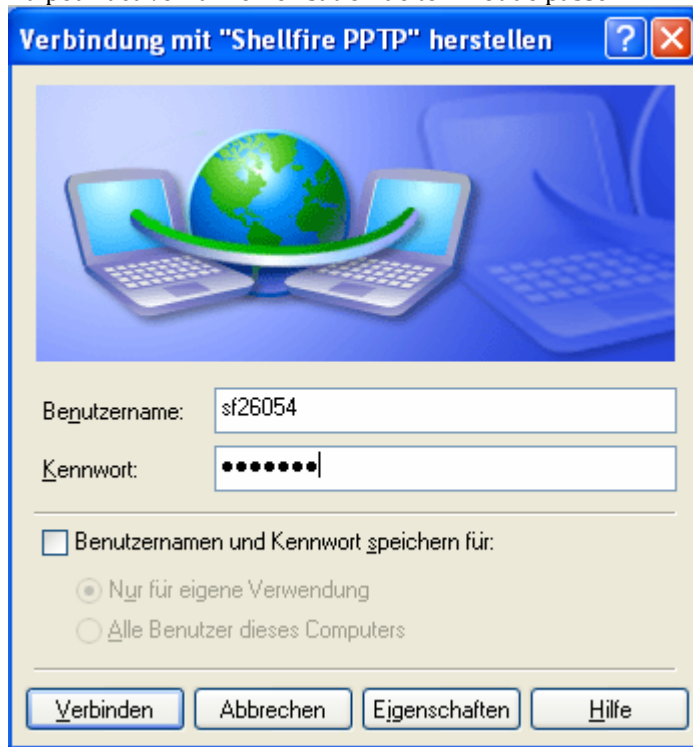 Verbindung mit "Shellfire PPTP" herstellen
Benutzername: sf26054
Kennwort: •••••••
Benutzernamen und Kennwort speichern für:
Nur für eigene Verwendung
Alle Benutzer dieses Computers
Verbinden Abbrechen Eigenschaften Hilfe